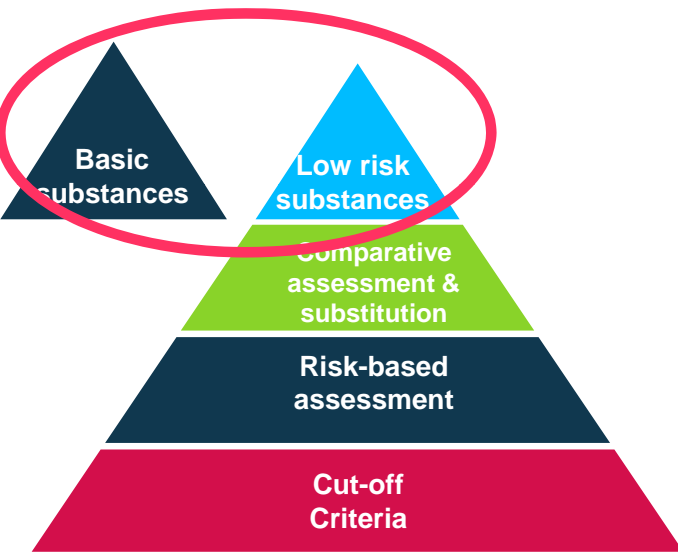 Basic
substances
Low risk
substances
Comparative
assessment &
substitution
Risk-based
assessment
Cut-off
Criteria